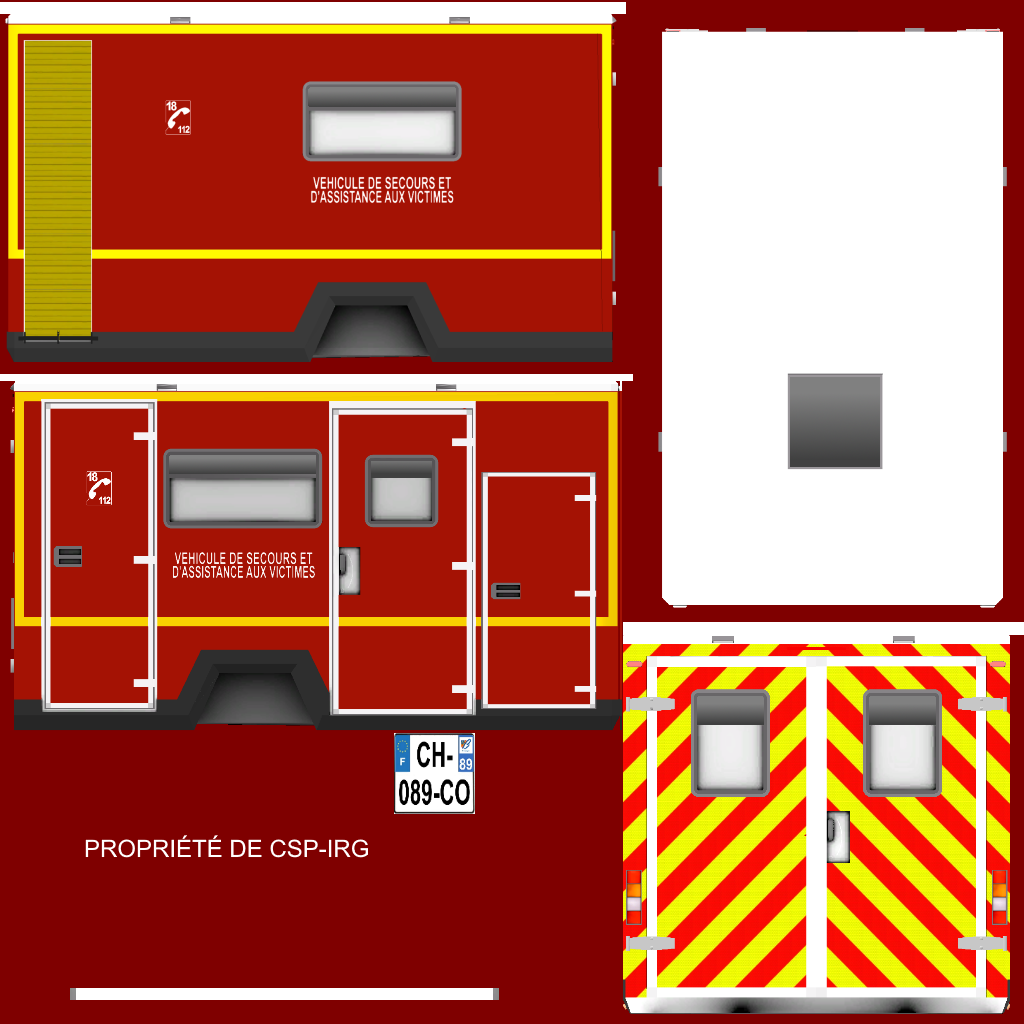 18
112
VEHICULE DE SECOURS ET
D'ASSISTANCE AUX VICTIMES
18
112
VEHICULE DE SECOURS ET
D'ASSISTANCE AUX VICTIMES
CH-
F 89
089-CO
PROPRIÉTÉ DE CSP-IRG